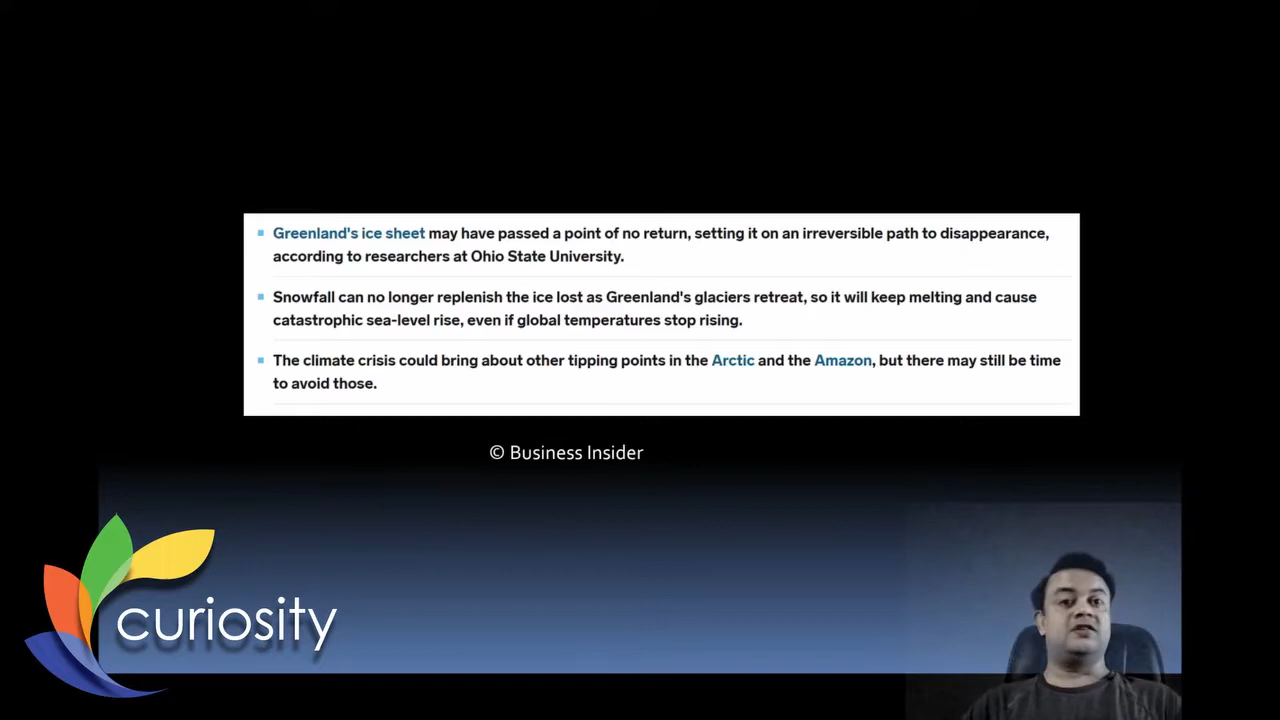 Greenland's ice sheet may have passed a point of no return, setting it on an irreversible path to disappearance,
according to researchers at Ohio State University.
Snowfall can no longer replenish the ice lost as Greenland's glaciers retreat, so it will keep melting and cause
catastrophic sea-level rise, even if global temperatures stop rising.
The climate crisis could bring about other tipping points in the Arctic and the Amazon, but there may still be time
to avoid those.
© Business Insider
curiosity